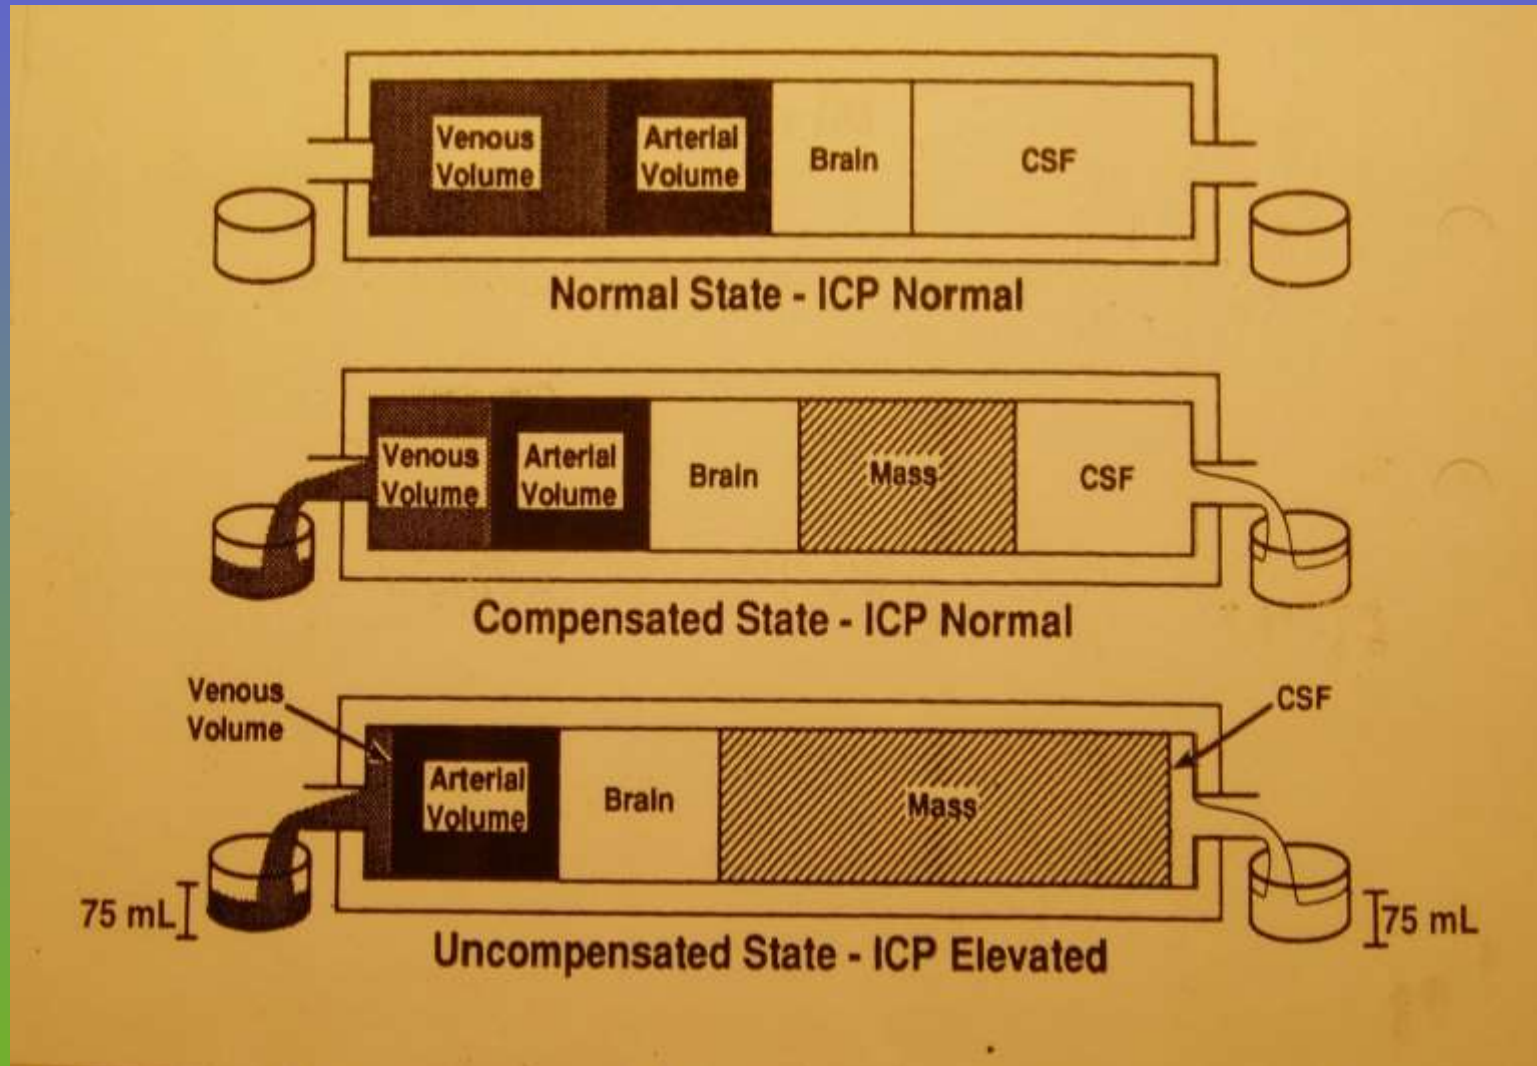 Venous
Volume
Arterial
Volume
Brain
CSF
Normal State - ICP Normal
Venous
Volume
Arterial
Volume
Brain
Mass
CSF
Compensated State - ICP Normal
Venous
Volume
CSF
Arterial
Volume
Brain
Mass
75 mL
75 mL
Uncompensated State - ICP Elevated